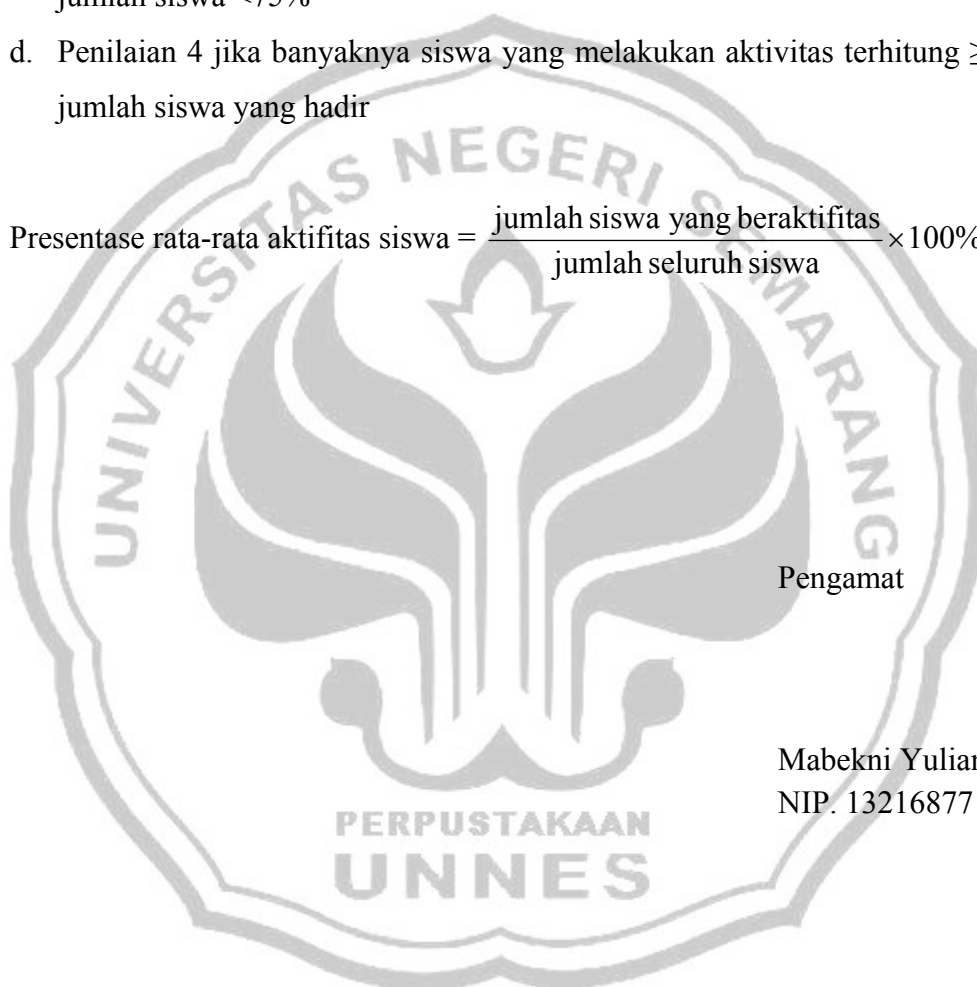 jumlah siswa <75%
d. Penilaian 4 jika banyaknya siswa yang melakukan aktivitas terhitung ≥
jumlah siswa yang hadir
UNIVERSITAS NEGERI SEMARANG
Presentase rata-rata aktifitas siswa = jumlah siswa yang beraktifitas
jumlah seluruh siswa
×100%
Pengamat
Mabekni Yulian
NIP. 13216877
PERPUSTAKAAN
UNNES